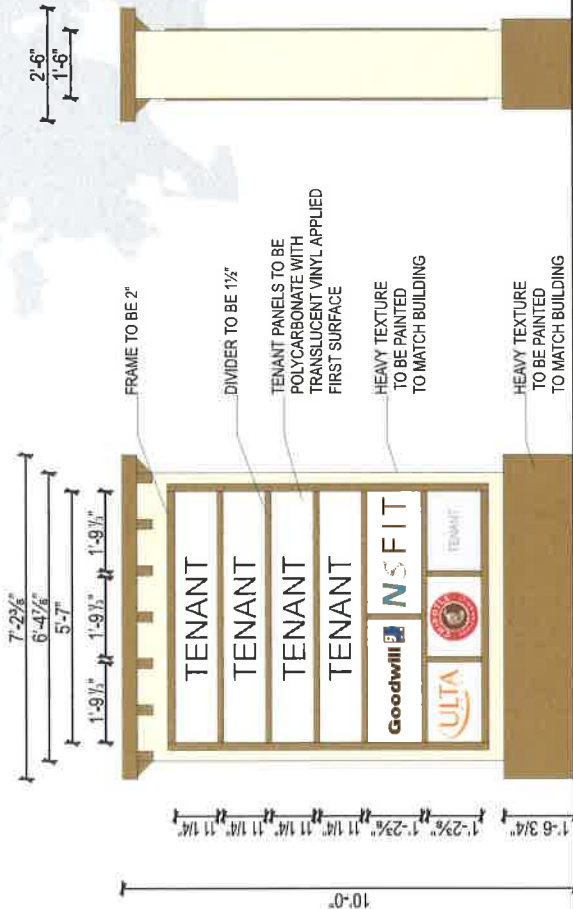 2'-6"
1'-6"
7'-2⅝"
6'-4⅞"
5'-7"
1'-9⅓" 1'-9⅓" 1'-9⅓"
FRAME TO BE 2"
DIVIDER TO BE 1½"
TENANT PANELS TO BE
POLYCARBONATE WITH
TRANSLUCENT VINYL APPLIED
FIRST SURFACE
HEAVY TEXTURE
TO BE PAINTED
TO MATCH BUILDING
HEAVY TEXTURE
TO BE PAINTED
TO MATCH BUILDING
TENANT
TENANT
TENANT
TENANT
Goodwill NSFIT
ULTA CHIPOTLE TENANT
11 1/4"
11 1/4"
11 1/4"
11 1/4"
1'-2⅜"
1'-2⅜"
1'-6 3/4"
10'-0"